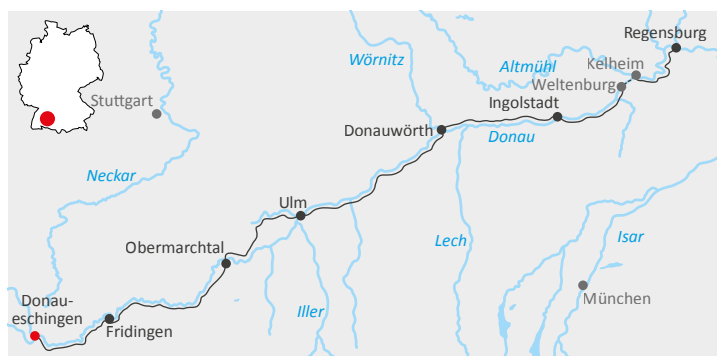 Regensburg
Wörnitz
Altmühl
Kelheim
Weltenburg
Stuttgart
Ingolstadt
Donauwörth
Donau
Neckar
Ulm
Obermarchtal
Lech
Isar
Donau-
eschingen
Fridingen
Iller
München